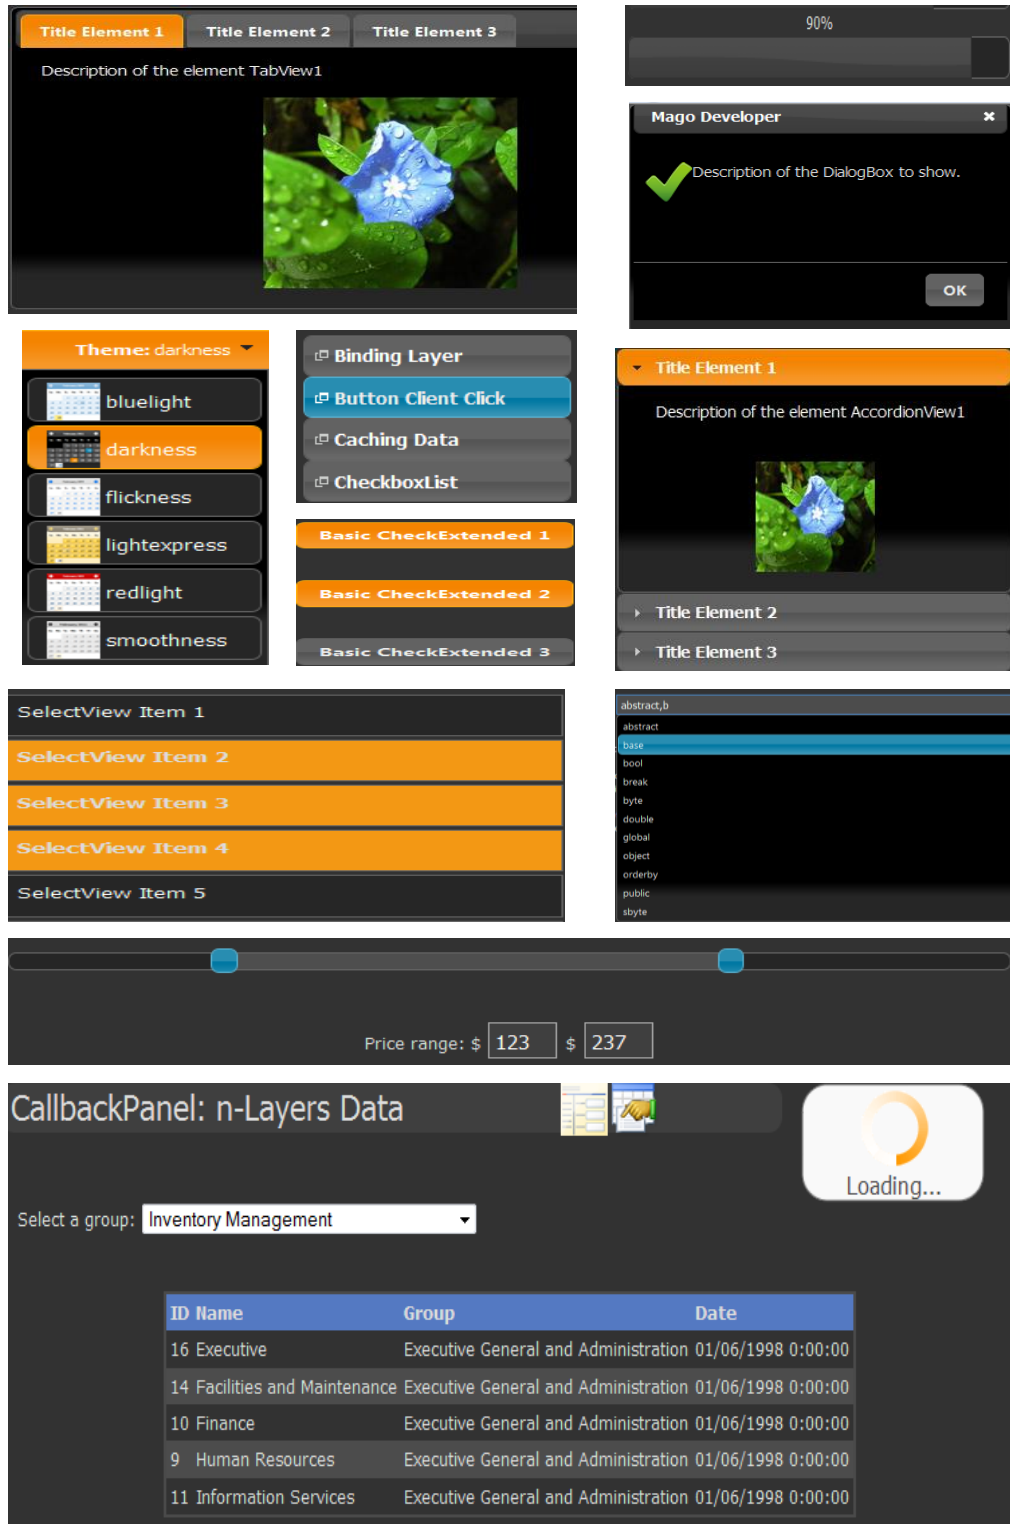 Title Element 1 Title Element 2 Title Element 3
Description of the element TabView1
90%
Mago Developer
Description of the DialogBox to show.
OK
Theme: darkness
bluelight
darkness
flickness
lightexpress
redlight
smoothness
Binding Layer
Button Client Click
Caching Data
CheckboxList
Basic CheckExtended 1
Basic CheckExtended 2
Basic CheckExtended 3
Title Element 1
Description of the element AccordionView1
Title Element 2
Title Element 3
SelectView Item 1
SelectView Item 2
SelectView Item 3
SelectView Item 4
SelectView Item 5
abstract,b
abstract
base
bool
break
byte
double
global
object
orderby
public
sbyte
Price range: $ 123 $ 237
CallbackPanel: n-Layers Data
Loading...
Select a group: Inventory Management
ID Name Group Date
16 Executive Executive General and Administration 01/06/1998 0:00:00
14 Facilities and Maintenance Executive General and Administration 01/06/1998 0:00:00
10 Finance Executive General and Administration 01/06/1998 0:00:00
9 Human Resources Executive General and Administration 01/06/1998 0:00:00
11 Information Services Executive General and Administration 01/06/1998 0:00:00